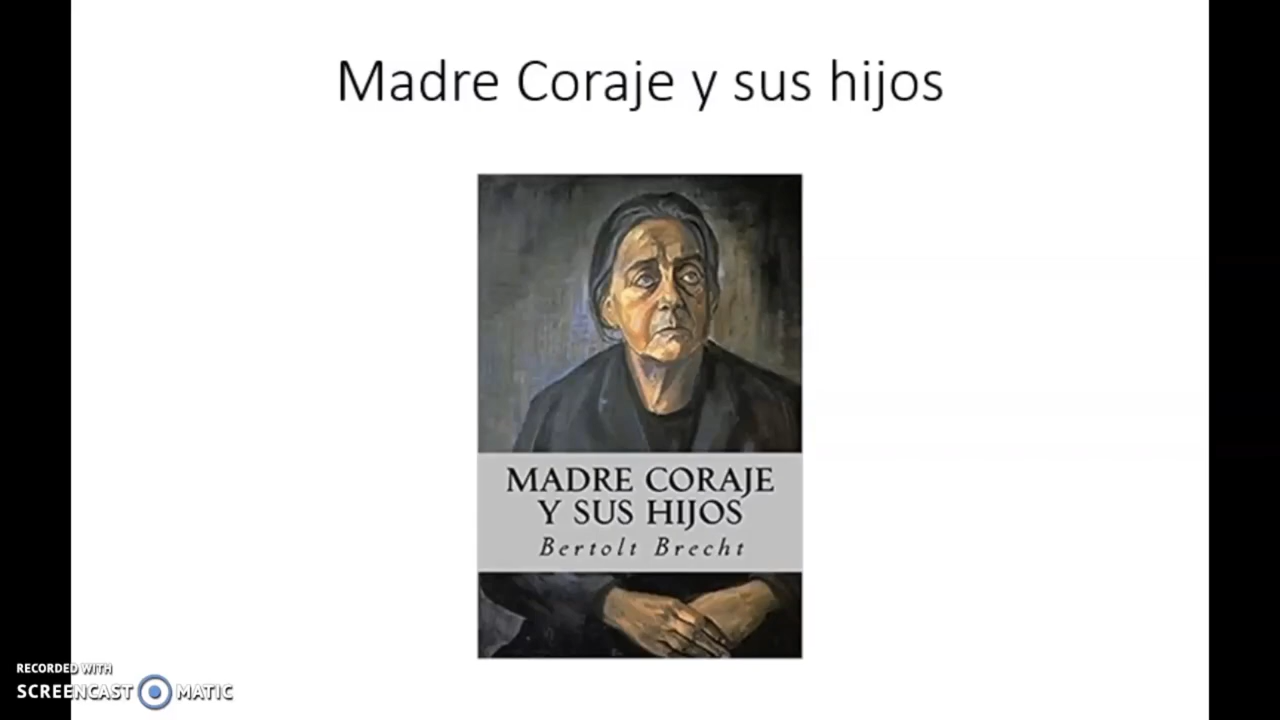 Madre Coraje y sus hijos
MADRE CORAJE
Y SUS HIJOS
Bertolt Brecht
RECORDED WITH
SCREENCAST MATIC